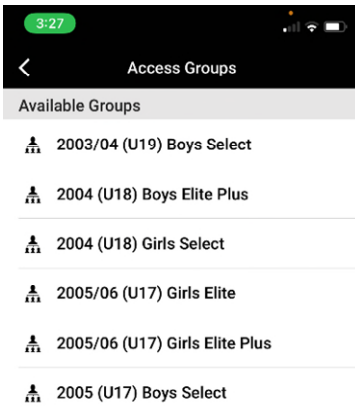 3:27
Access Groups
Available Groups
2003/04 (U19) Boys Select
2004 (U18) Boys Elite Plus
2004 (U18) Girls Select
2005/06 (U17) Girls Elite
2005/06 (U17) Girls Elite Plus
2005 (U17) Boys Select